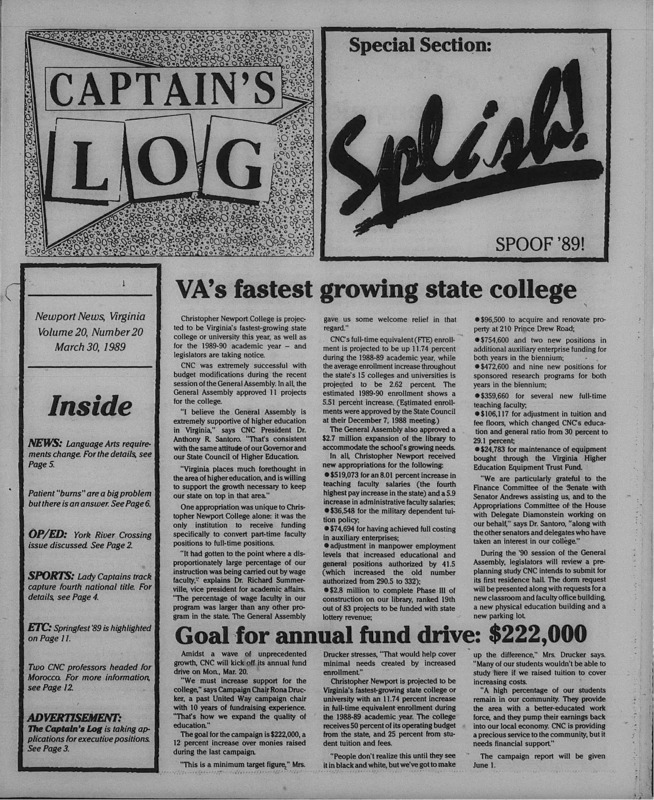 CAPTAIN'S
LOG
Special Section:
Splish!
SPOOF '89!
Newport News, Virginia
Volume 20, Number 20
March 30, 1989
Inside
NEWS: Language Arts require-
ments change. For the details, see
Page 5.
Patient "burns" are a big problem
but there is an answer. See Page 6.
OP/ED: York River Crossing
issue discussed. See Page 2.
SPORTS: Lady Captains track
capture fourth national title. For
details, see Page 4.
ETC: Springfest '89 is highlighted
on Page 11.
Two CNC professors headed for
Morocco. For more information,
see Page 12.
ADVERTISEMENT:
The Captain's Log is taking ap-
plications for executive positions.
See Page 3.
VA's fastest growing state college
Christopher Newport College is projec-
ted to be Virginia's fastest-growing state
college or university this year, as well as
for the 1989-90 academic year – and
legislators are taking notice.
CNC was extremely successful with
budget modifications during the recent
session of the General Assembly. In all, the
General Assembly approved 11 projects
for the college.
"I believe the General Assembly is
extremely supportive of higher education
in Virginia," says CNC President Dr.
Anthony R. Santoro. "That's consistent
with the same attitude of our Governor and
our State Council of Higher Education.
"Virginia places much forethought in
the area of higher education, and is willing
to support the growth necessary to keep
our state on top in that area."
One appropriation was unique to Chris-
topher Newport College alone: it was the
only institution to receive funding
specifically to convert part-time faculty
positions to full-time positions.
"It had gotten to the point where a dis-
proportionately large percentage of our
instruction was being carried out by wage
faculty," explains Dr. Richard Summer-
ville, vice president for academic affairs.
"The percentage of wage faculty in our
program was larger than any other pro-
gram in the state. The General Assembly
gave us some welcome relief in that
regard."
CNC's full-time equivalent (FTE) enroll-
ment is projected to be up 11.74 percent
during the 1988-89 academic year, while
the average enrollment increase throughout
the state's 15 colleges and universities is
projected to be 2.62 percent. The
estimated 1989-90 enrollment shows a
5.51 percent increase. (Estimated enroll-
ments were approved by the State Council
at their December 7, 1988 meeting.)
The General Assembly also approved a
$2.7 million expansion of the library to
accommodate the school's growing needs.
In all, Christopher Newport received
new appropriations for the following:
●$519,073 for an 8.01 percent increase in
teaching faculty salaries (the fourth
highest pay increase in the state) and a 5.9
increase in administrative faculty salaries;
●$36,548 for the military dependent tui-
tion policy;
●$74,694 for having achieved full costing
in auxiliary enterprises;
●adjustment in manpower employment
levels that increased educational and
general positions authorized by 41.5
(which increased the old number
authorized from 290.5 to 332);
●$2.8 million to complete Phase III of
construction on our library, ranked 19th
out of 83 projects to be funded with state
lottery revenue;
●$96,500 to acquire and renovate pro-
perty at 210 Prince Drew Road;
●$754,600 and two new positions in
additional auxiliary enterprise funding for
both years in the biennium;
●$472,600 and nine new positions for
sponsored research programs for both
years in the biennium;
●$359,660 for several new full-time
teaching faculty;
●$106,117 for adjustment in tuition and
fee floors, which changed CNC's educa-
tion and general ratio from 30 percent to
29.1 percent;
●$24,783 for maintenance of equipment
bought through the Virginia Higher
Education Equipment Trust Fund.
"We are particularly grateful to the
Finance Committee of the Senate with
Senator Andrews assisting us, and to the
Appropriations Committee of the House
with Delegate Diamonstein working on
our behalf," says Dr. Santoro, "along with
the other senators and delegates who have
taken an interest in our college."
During the '90 session of the General
Assembly, legislators will review a pre-
planning study CNC intends to submit for
its first residence hall. The dorm request
will be presented along with requests for a
new classroom and faculty office building,
a new physical education building and a
new parking lot.
Goal for annual fund drive: $222,000
Amidst a wave of unprecedented
growth, CNC will kick off its annual fund
drive on Mon., Mar. 20.
"We must increase support for the
college," says Campaign Chair Rona Druc-
ker, a past United Way campaign chair
with 10 years of fundraising experience.
"That's how we expand the quality of
education."
The goal for the campaign is $222,000, a
12 percent increase over monies raised
during the last campaign.
"This is a minimum target figure," Mrs.
Drucker stresses, "That would help cover
minimal needs created by increased
enrollment."
Christopher Newport is projected to be
Virginia's fastest-growing state college or
university with an 11.74 percent increase
in full-time equivalent enrollment during
the 1988-89 academic year. The college
receives 50 percent of its operating budget
from the state, and 25 percent from stu-
dent tuition and fees.
"People don't realize this until they see
it in black and white, but we've got to make
up the difference," Mrs. Drucker says.
"Many of our students wouldn't be able to
study here if we raised tuition to cover
increasing costs.
"A high percentage of our students
remain in our community. They provide
the area with a better-educated work
force, and they pump their earnings back
into our local economy. CNC is providing
a precious service to the community, but it
needs financial support."
The campaign report will be given
June 1.